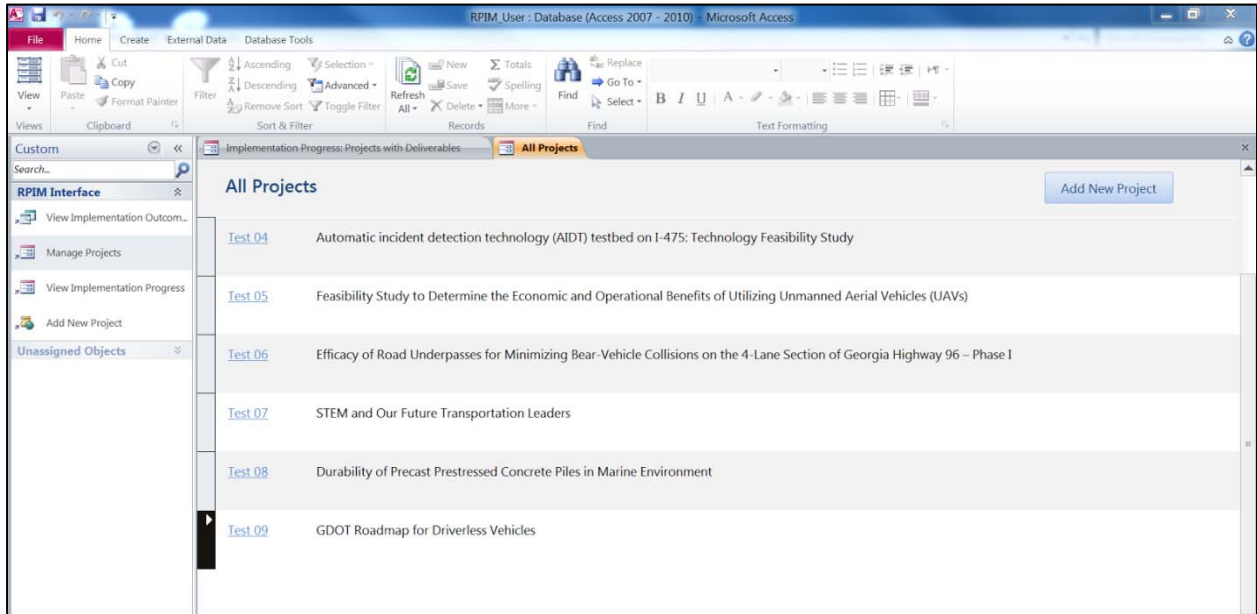 RPIM_User : Database (Access 2007 - 2010) - Microsoft Access
File Home Create External Data Database Tools
View
Views
Paste
Cut
Copy
Format Painter
Clipboard
Filter
Ascending
Descending
Remove Sort
Selection
Advanced
Toggle Filter
Sort & Filter
Refresh
All
New
Save
Delete
Totals
Spelling
More
Records
Find
Replace
Go To
Select
Find
B I U A
Text Formatting
Custom
Search...
RPIM Interface
View Implementation Outcom...
Manage Projects
View Implementation Progress
Add New Project
Unassigned Objects
Implementation Progress: Projects with Deliverables All Projects
All Projects Add New Project
Test 04 Automatic incident detection technology (AIDT) testbed on I-475: Technology Feasibility Study
Test 05 Feasibility Study to Determine the Economic and Operational Benefits of Utilizing Unmanned Aerial Vehicles (UAVs)
Test 06 Efficacy of Road Underpasses for Minimizing Bear-Vehicle Collisions on the 4-Lane Section of Georgia Highway 96 – Phase I
Test 07 STEM and Our Future Transportation Leaders
Test 08 Durability of Precast Prestressed Concrete Piles in Marine Environment
Test 09 GDOT Roadmap for Driverless Vehicles